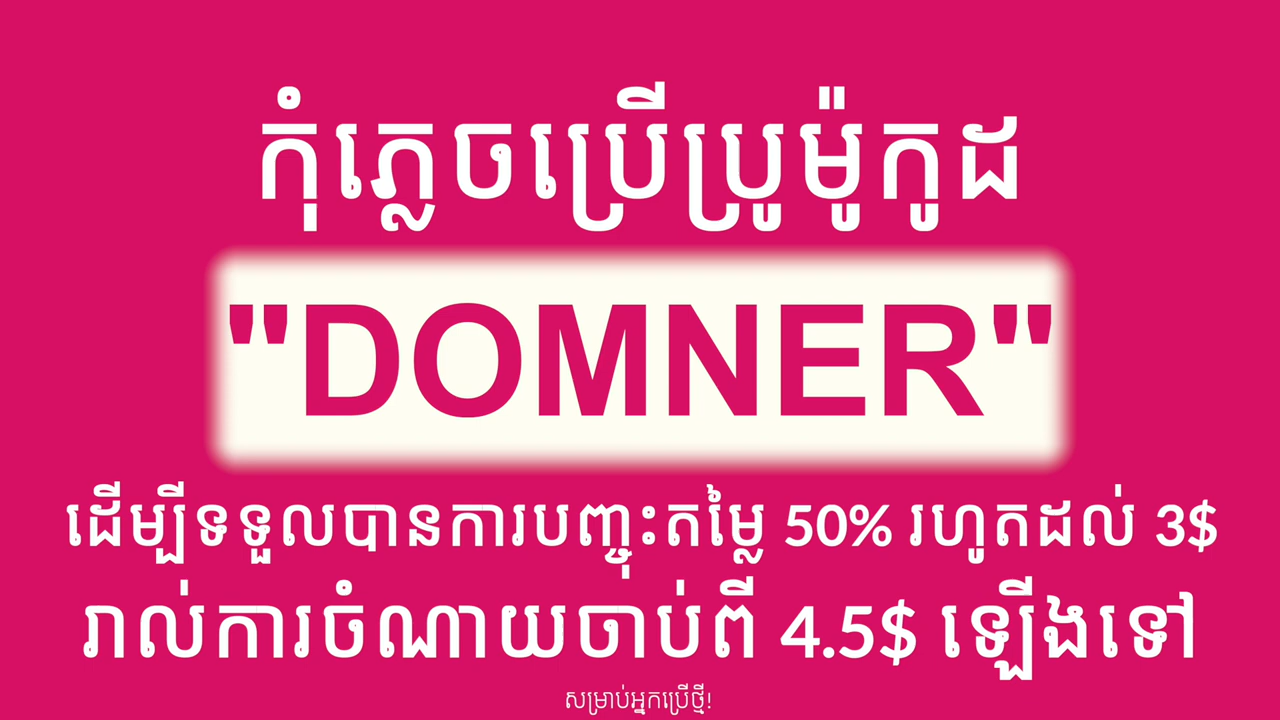 កុំភ្លេចប្រើប្រូម៉ូកូដ
"DOMNER"
ដើម្បីទទួលបានការបញ្ចុះតម្លៃ 50% រហូតដល់ 3$
រាល់ការចំណាយចាប់ពី 4.5$ ឡើងទៅ
សម្រាប់អ្នកប្រើថ្មី!